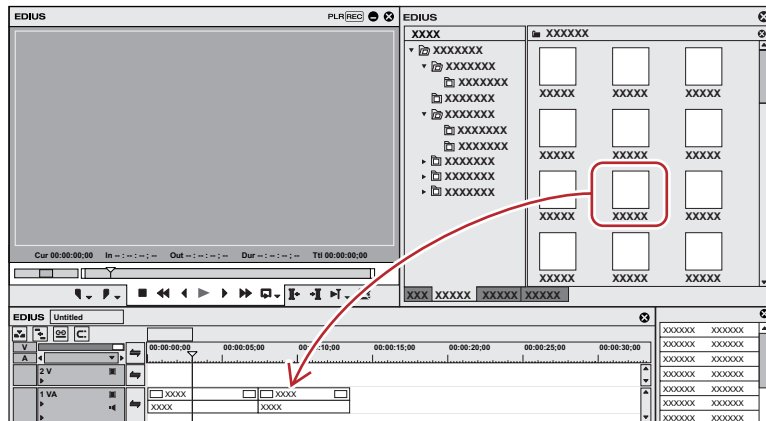 EDIUS
PLR REC
Cur 00:00:00;00 In -- : -- : -- ; -- Out -- : -- : -- ; -- Dur -- : -- : -- ; -- Ttl 00:00:00;00
EDIUS
XXXX
XXXXXXX
XXXXXXX
XXXXXXX
XXXXXXX
XXXXXXX
XXXXXXX
XXXXXXX
XXXXXXX
XXXXXXX
XXXXXXX
XXXXXX
XXXXX XXXXX XXXXX
XXXXX XXXXX XXXXX
XXXXX XXXXX XXXXX
XXXXX XXXXX XXXXX
XXX XXXXX XXXXX XXXXX
EDIUS Untitled
V
A
00:00:00;00 00:00:05;00 00:00:10;00 00:00:15;00 00:00:20;00 00:00:25;00 00:00:30;00
2 V
1 VA
XXXX XXXX
XXXX XXXX
XXXXXX XXXXXX
XXXXXX XXXXXX
XXXXXX XXXXXX
XXXXXX XXXXXX
XXXXXX XXXXXX
XXXXXX XXXXXX
XXXXXX XXXXXX